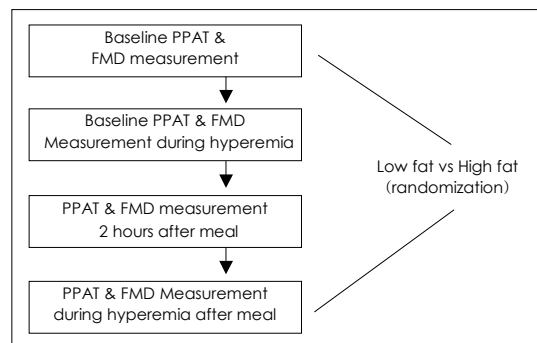 Baseline PPAT &
FMD measurement
Baseline PPAT & FMD
Measurement during hyperemia
PPAT & FMD measurement
2 hours after meal
PPAT & FMD Measurement
during hyperemia after meal
Low fat vs High fat
(randomization)